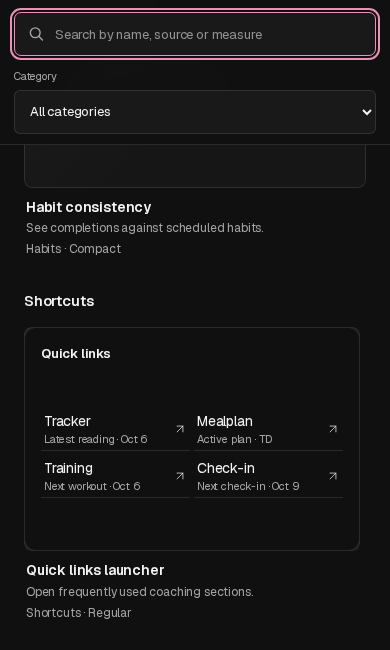 Search by name, source or measure
Category
All categories
Habit consistency
See completions against scheduled habits.
Habits · Compact
Shortcuts
Quick links
Tracker
Latest reading · Oct 6
Mealplan
Active plan · TD
Training
Next workout · Oct 6
Check-in
Next check-in · Oct 9
Quick links launcher
Open frequently used coaching sections.
Shortcuts · Regular